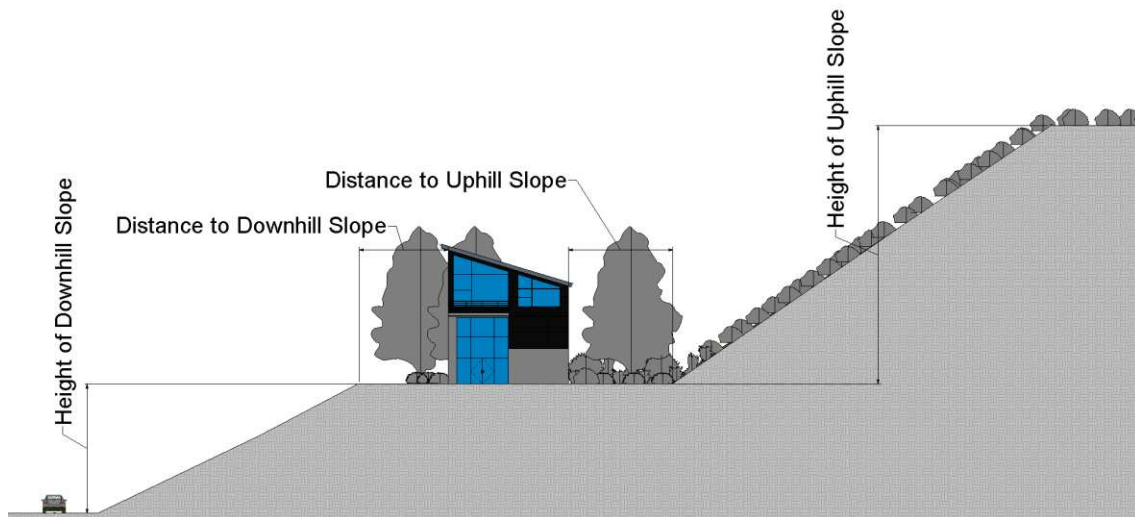 Height of Downhill Slope
Distance to Downhill Slope
Distance to Uphill Slope
Height of Uphill Slope